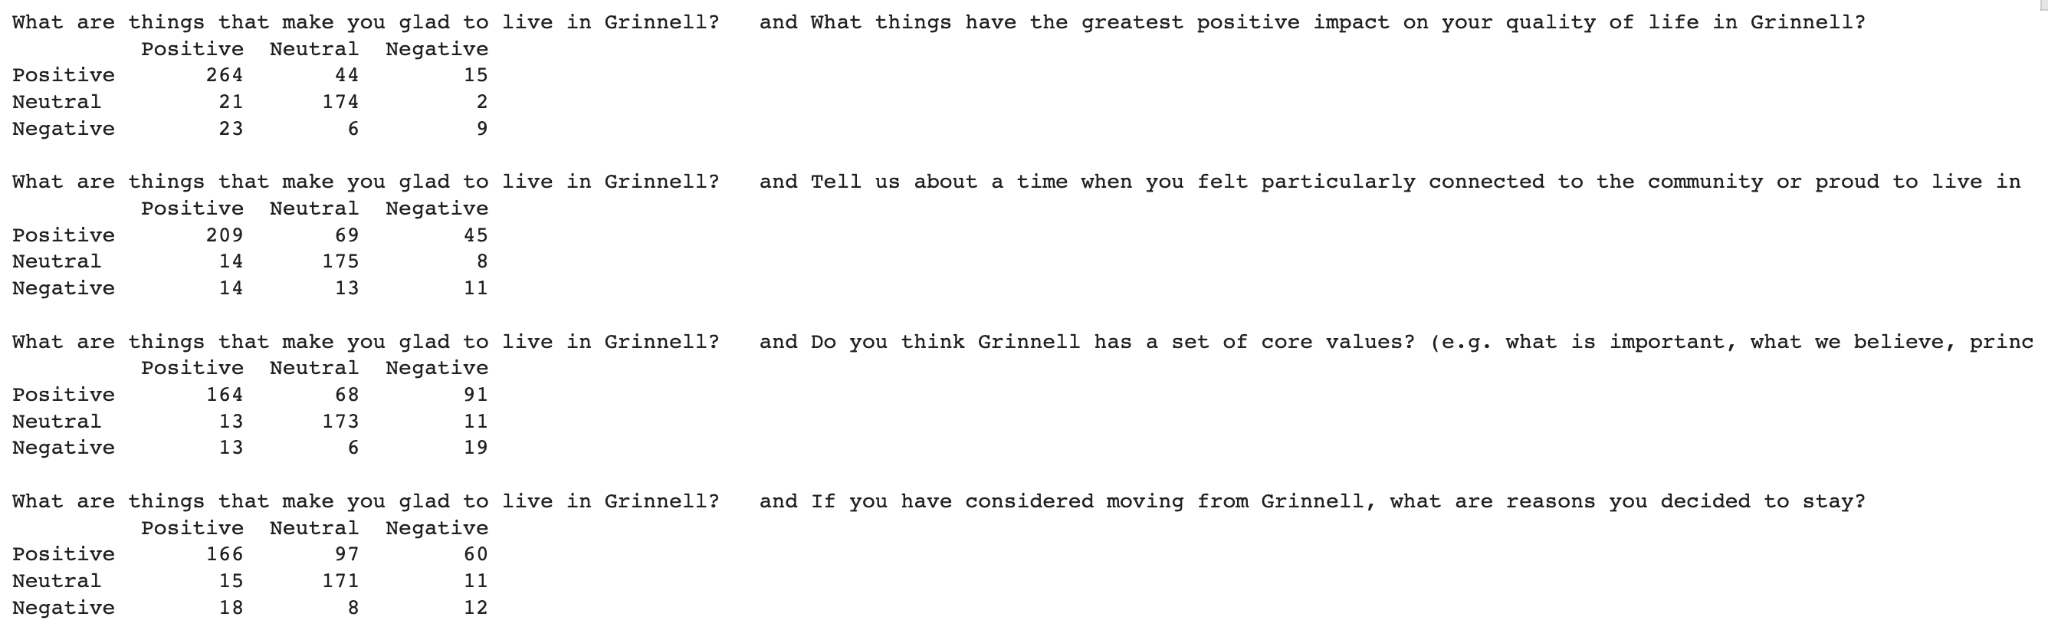 What are things that make you glad to live in Grinnell?   and What things have the greatest positive impact on your quality of life in Grinnell?
          Positive  Neutral  Negative
Positive       264       44        15
Neutral         21      174         2
Negative        23        6         9

What are things that make you glad to live in Grinnell?   and Tell us about a time when you felt particularly connected to the community or proud to live in
          Positive  Neutral  Negative
Positive       209       69        45
Neutral         14      175         8
Negative        14       13        11

What are things that make you glad to live in Grinnell?   and Do you think Grinnell has a set of core values? (e.g. what is important, what we believe, princ
          Positive  Neutral  Negative
Positive       164       68        91
Neutral         13      173        11
Negative        13        6        19

What are things that make you glad to live in Grinnell?   and If you have considered moving from Grinnell, what are reasons you decided to stay?
          Positive  Neutral  Negative
Positive       166       97        60
Neutral         15      171        11
Negative        18        8        12